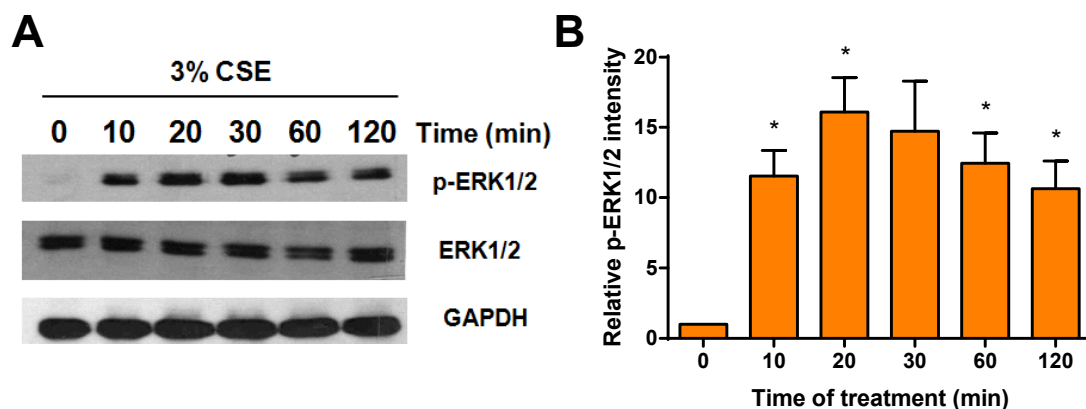 A
3% CSE
0 10 20 30 60 120 Time (min)
p-ERK1/2
ERK1/2
GAPDH
B
Relative p-ERK1/2 intensity
20
15
10
5
0
* * * *
0 10 20 30 60 120
Time of treatment (min)